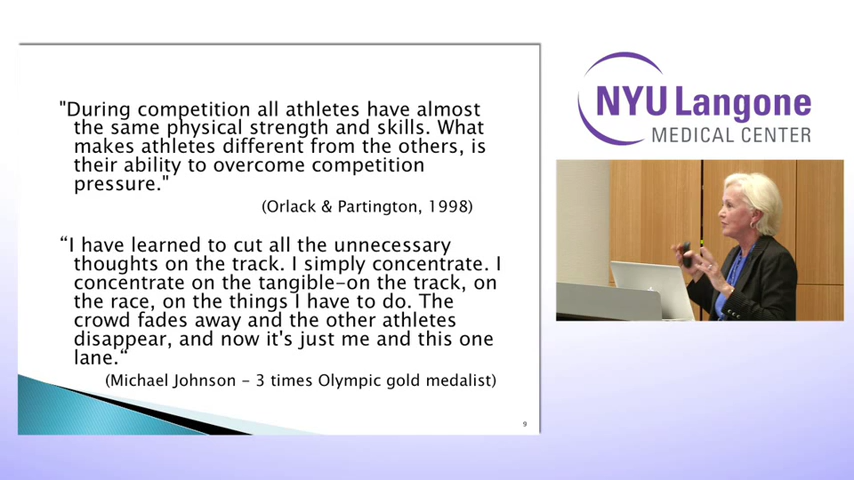 "During competition all athletes have almost
the same physical strength and skills. What
makes athletes different from the others, is
their ability to overcome competition
pressure."
(Orlack & Partington, 1998)
“I have learned to cut all the unnecessary
thoughts on the track. I simply concentrate. I
concentrate on the tangible-on the track, on
the race, on the things I have to do. The
crowd fades away and the other athletes
disappear, and now it's just me and this one
lane.“
(Michael Johnson - 3 times Olympic gold medalist)
9
NYU Langone
MEDICAL CENTER